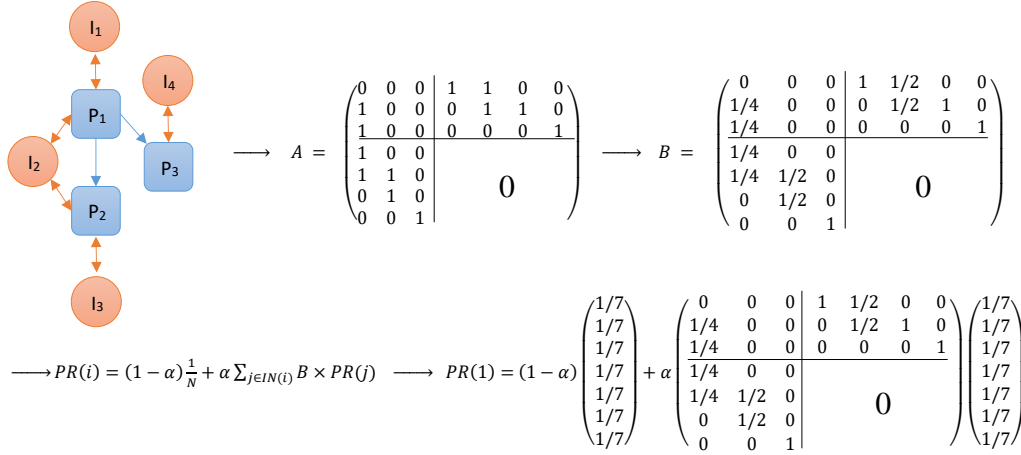 I₁
I₄
P₁
I₂
P₃
P₂
I₃
⟶ A =
0 0 0 1 1 0 0
1 0 0 0 1 1 0
1 0 0 0 0 0 1
1 0 0
1 1 0
0 1 0
0 0 1
0
⟶ B =
0 0 0 1 1/2 0 0
1/4 0 0 0 1/2 1 0
1/4 0 0 0 0 0 1
1/4 0 0
1/4 1/2 0
0 1/2 0
0 0 1
0
⟶ PR(i) = (1 − α) 1/N + α ∑j∈IN(i) B × PR(j) ⟶ PR(1) = (1 − α)
1/7
1/7
1/7
1/7
1/7
1/7
1/7
+ α
0 0 0 1 1/2 0 0
1/4 0 0 0 1/2 1 0
1/4 0 0 0 0 0 1
1/4 0 0
1/4 1/2 0
0 1/2 0
0 0 1
0
1/7
1/7
1/7
1/7
1/7
1/7
1/7